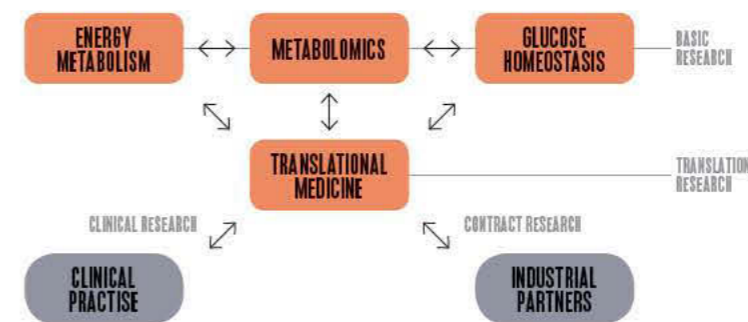 ENERGY
METABOLISM
METABOLOMICS
GLUCOSE
HOMEOSTASIS
BASIC
RESEARCH
TRANSLATIONAL
MEDICINE
TRANSLATION
RESEARCH
CLINICAL RESEARCH
CONTRACT RESEARCH
CLINICAL
PRACTISE
INDUSTRIAL
PARTNERS